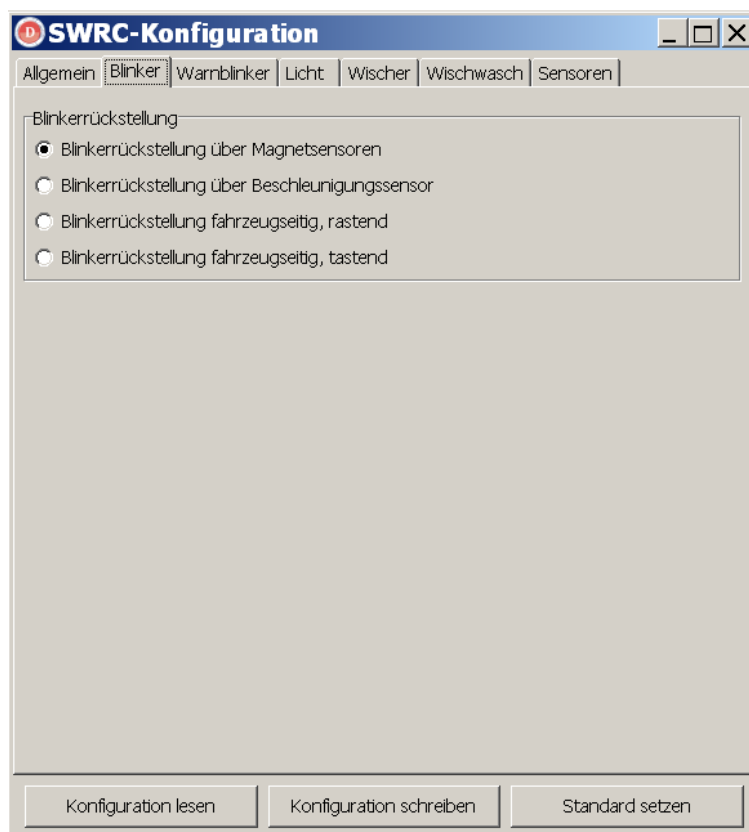 SWRC-Konfiguration
Allgemein Blinker Warnblinker Licht Wischer Wischwasch Sensoren
Blinkerrückstellung
Blinkerrückstellung über Magnetsensoren
Blinkerrückstellung über Beschleunigungssensor
Blinkerrückstellung fahrzeugseitig, rastend
Blinkerrückstellung fahrzeugseitig, tastend
Konfiguration lesen Konfiguration schreiben Standard setzen